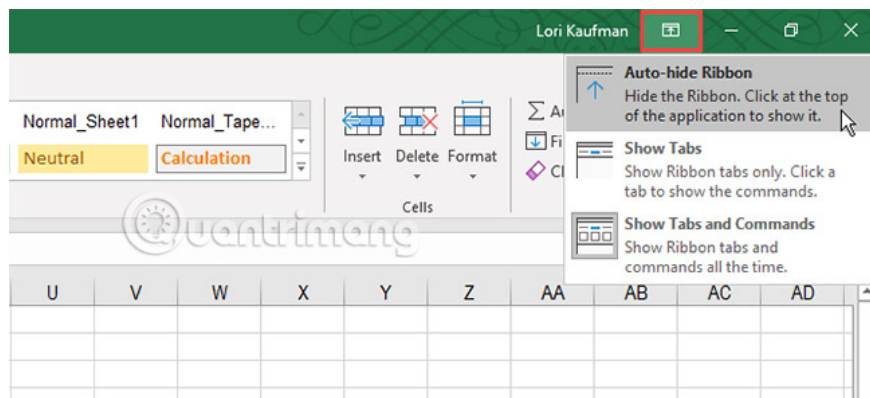 Lori Kaufman
Auto-hide Ribbon
Hide the Ribbon. Click at the top
of the application to show it.
Show Tabs
Show Ribbon tabs only. Click a
tab to show the commands.
Show Tabs and Commands
Show Ribbon tabs and
commands all the time.
Normal_Sheet1 Normal_Tape...
Neutral Calculation
Insert Delete Format
Cells
Quantrimang
U V W X Y Z AA AB AC AD